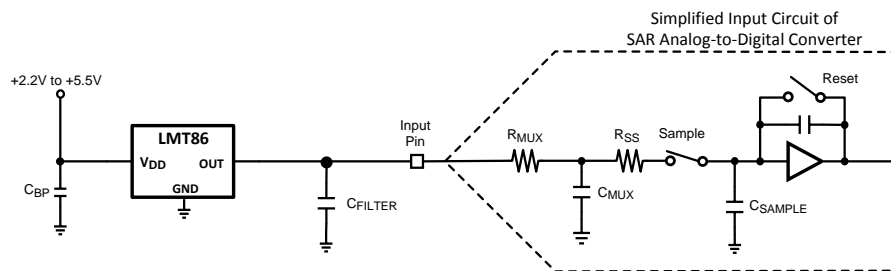 Simplified Input Circuit of
SAR Analog-to-Digital Converter
+2.2V to +5.5V
Reset
LMT86
Input
Pin
RMUX
RSS
Sample
VDD
OUT
GND
CBP
CFILTER
CMUX
CSAMPLE